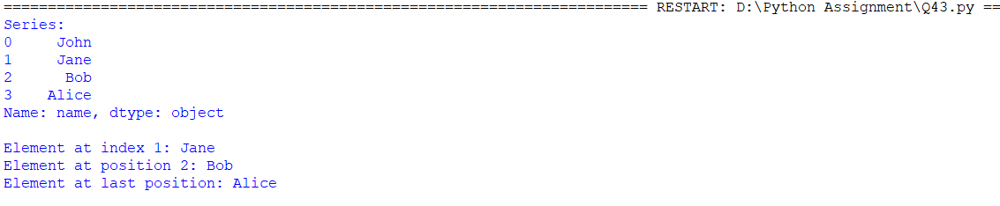 ========================================================================= RESTART: D:\Python Assignment\Q43.py ==
Series:
0     John
1     Jane
2      Bob
3    Alice
Name: name, dtype: object

Element at index 1: Jane
Element at position 2: Bob
Element at last position: Alice